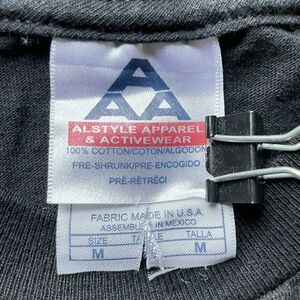 AAA
ALSTYLE APPAREL
& ACTIVEWEAR
100% COTTON/COTON/ALGODON
PRE-SHRUNK/PRE-ENCOGIDO
PRÉ-RÉTRÉCI
FABRIC MADE IN U.S.A.
ASSEMBLED IN MEXICO
SIZE TALLA
M M